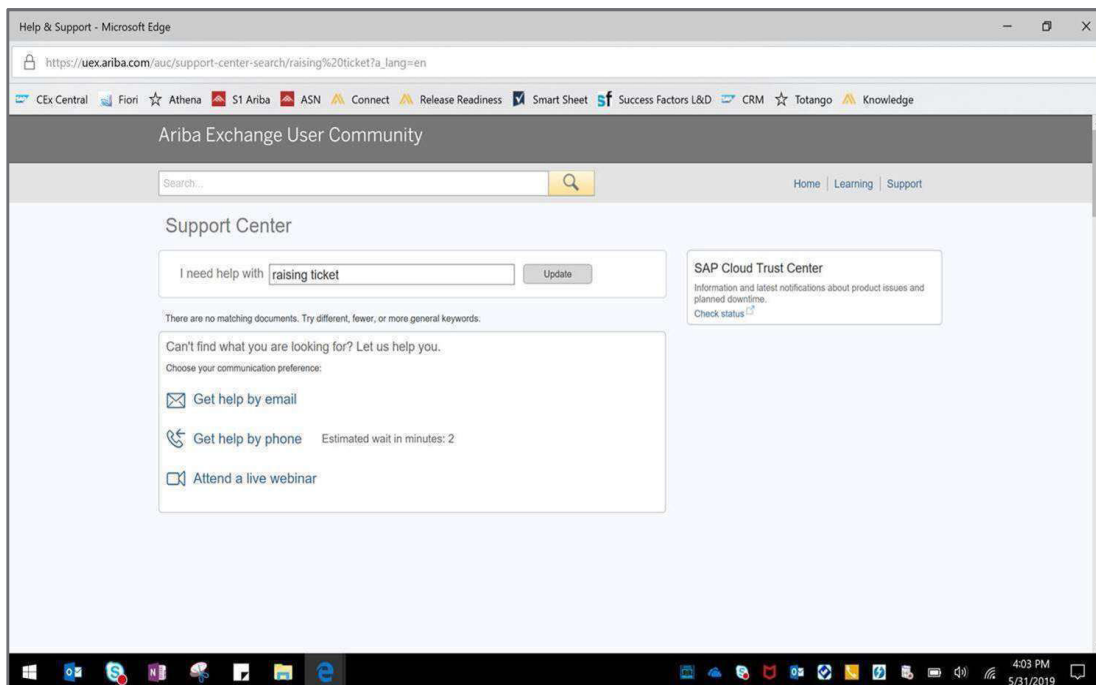 Help & Support - Microsoft Edge
https://uex.ariba.com/auc/support-center-search/raising%20ticket?a_lang=en
CEx Central Fiori Athena S1 Ariba ASN Connect Release Readiness Smart Sheet Sf Success Factors L&D CRM Totango Knowledge
Ariba Exchange User Community
Search...
Home | Learning | Support
Support Center
I need help with raising ticket Update
There are no matching documents. Try different, fewer, or more general keywords.
Can't find what you are looking for? Let us help you.
Choose your communication preference:
Get help by email
Get help by phone Estimated wait in minutes: 2
Attend a live webinar
SAP Cloud Trust Center
Information and latest notifications about product issues and
planned downtime.
Check status
4:03 PM
5/31/2019